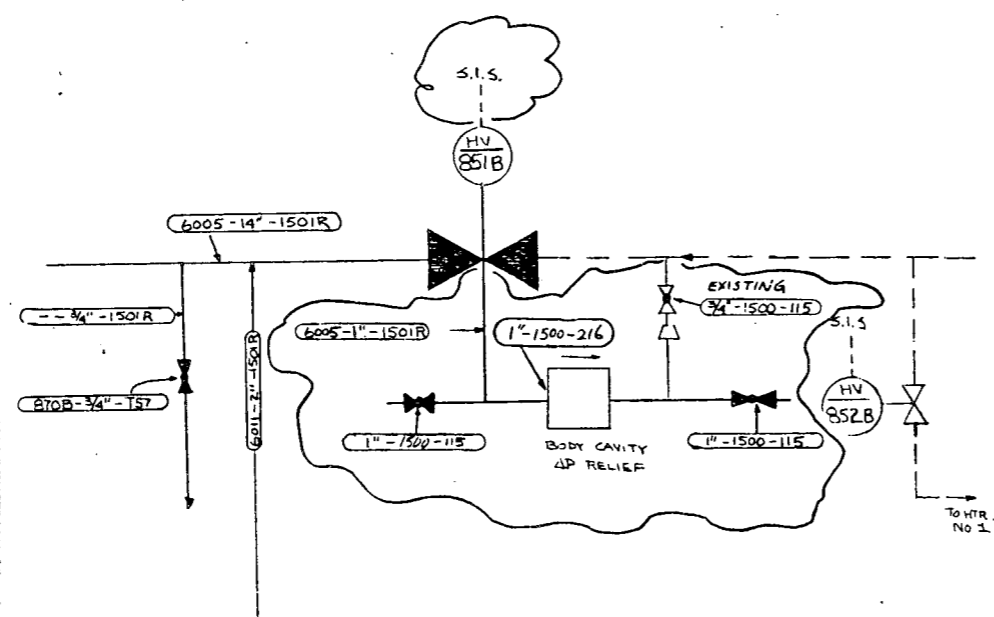 S.I.S.
HV
851B
6005-14"-1501R
EXISTING
3/4"-1500-115
- - 3/4"-1501R
6005-1"-1501R
1"-1500-216
S.I.S
HV
852B
870B-3/4"-T57
6011-2"-1501R
1"-1500-115
BODY CAVITY
ΔP RELIEF
1"-1500-115
TO HTR.
NO 1